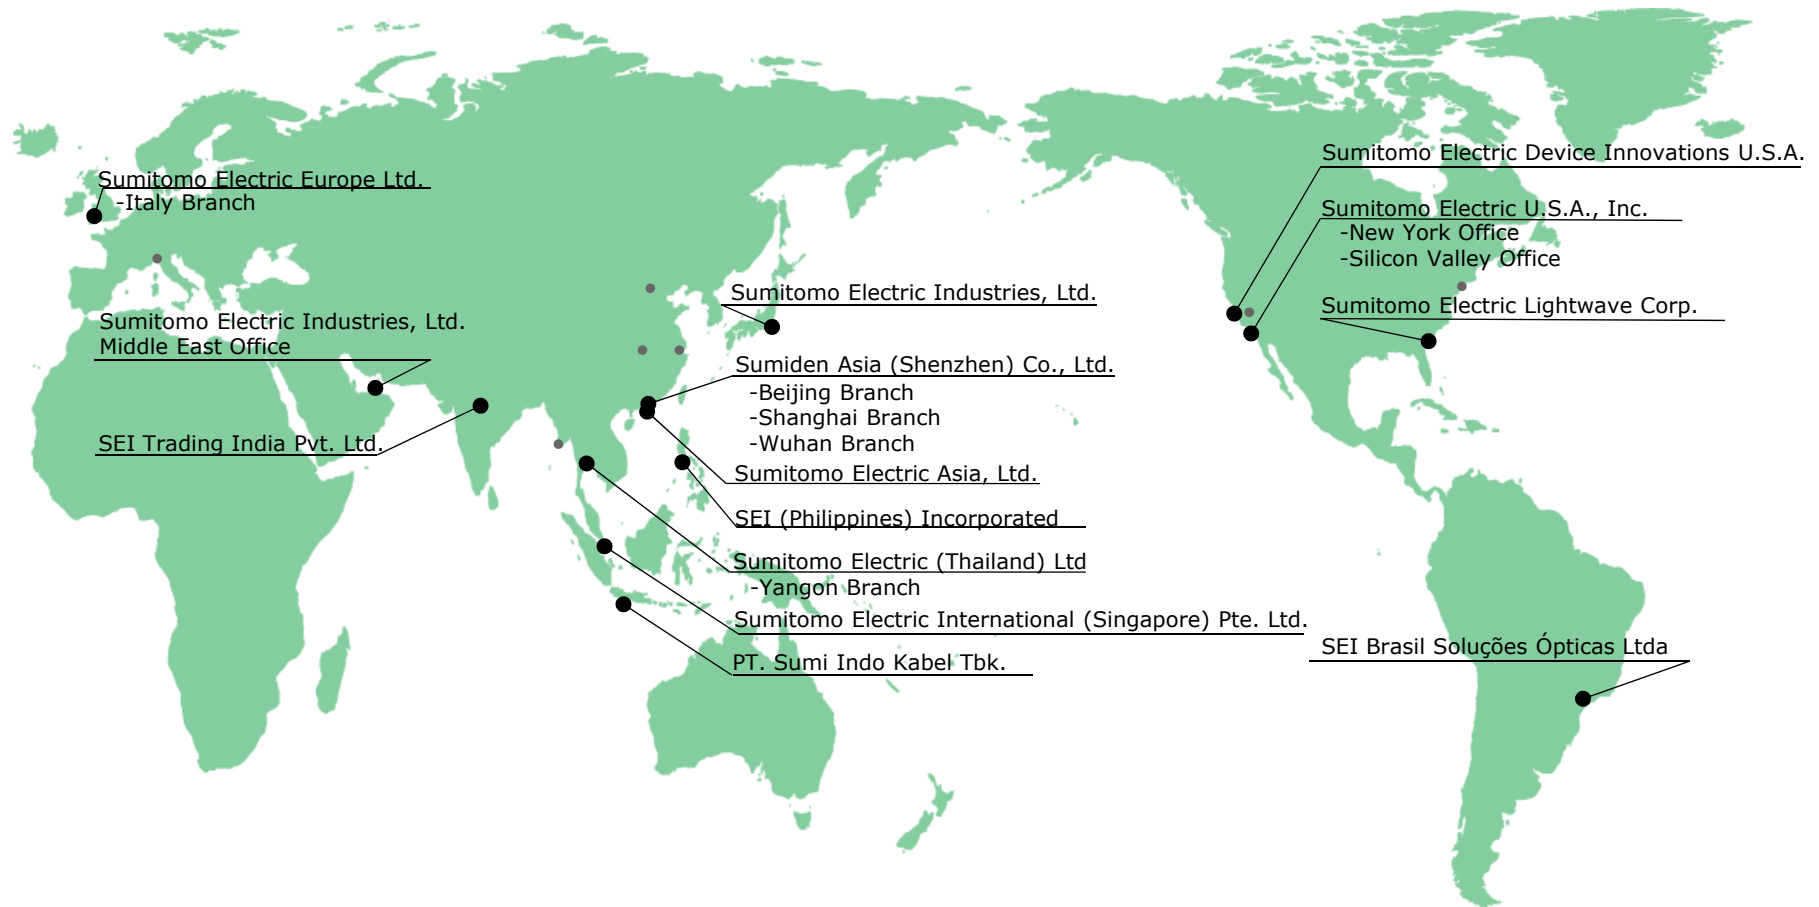 Sumitomo Electric Europe Ltd.
-Italy Branch
Sumitomo Electric Industries, Ltd.
Middle East Office
SEI Trading India Pvt. Ltd.
Sumitomo Electric Industries, Ltd.
Sumiden Asia (Shenzhen) Co., Ltd.
-Beijing Branch
-Shanghai Branch
-Wuhan Branch
Sumitomo Electric Asia, Ltd.
SEI (Philippines) Incorporated
Sumitomo Electric (Thailand) Ltd
-Yangon Branch
Sumitomo Electric International (Singapore) Pte. Ltd.
PT. Sumi Indo Kabel Tbk.
Sumitomo Electric Device Innovations U.S.A.
Sumitomo Electric U.S.A., Inc.
-New York Office
-Silicon Valley Office
Sumitomo Electric Lightwave Corp.
SEI Brasil Soluções Ópticas Ltda